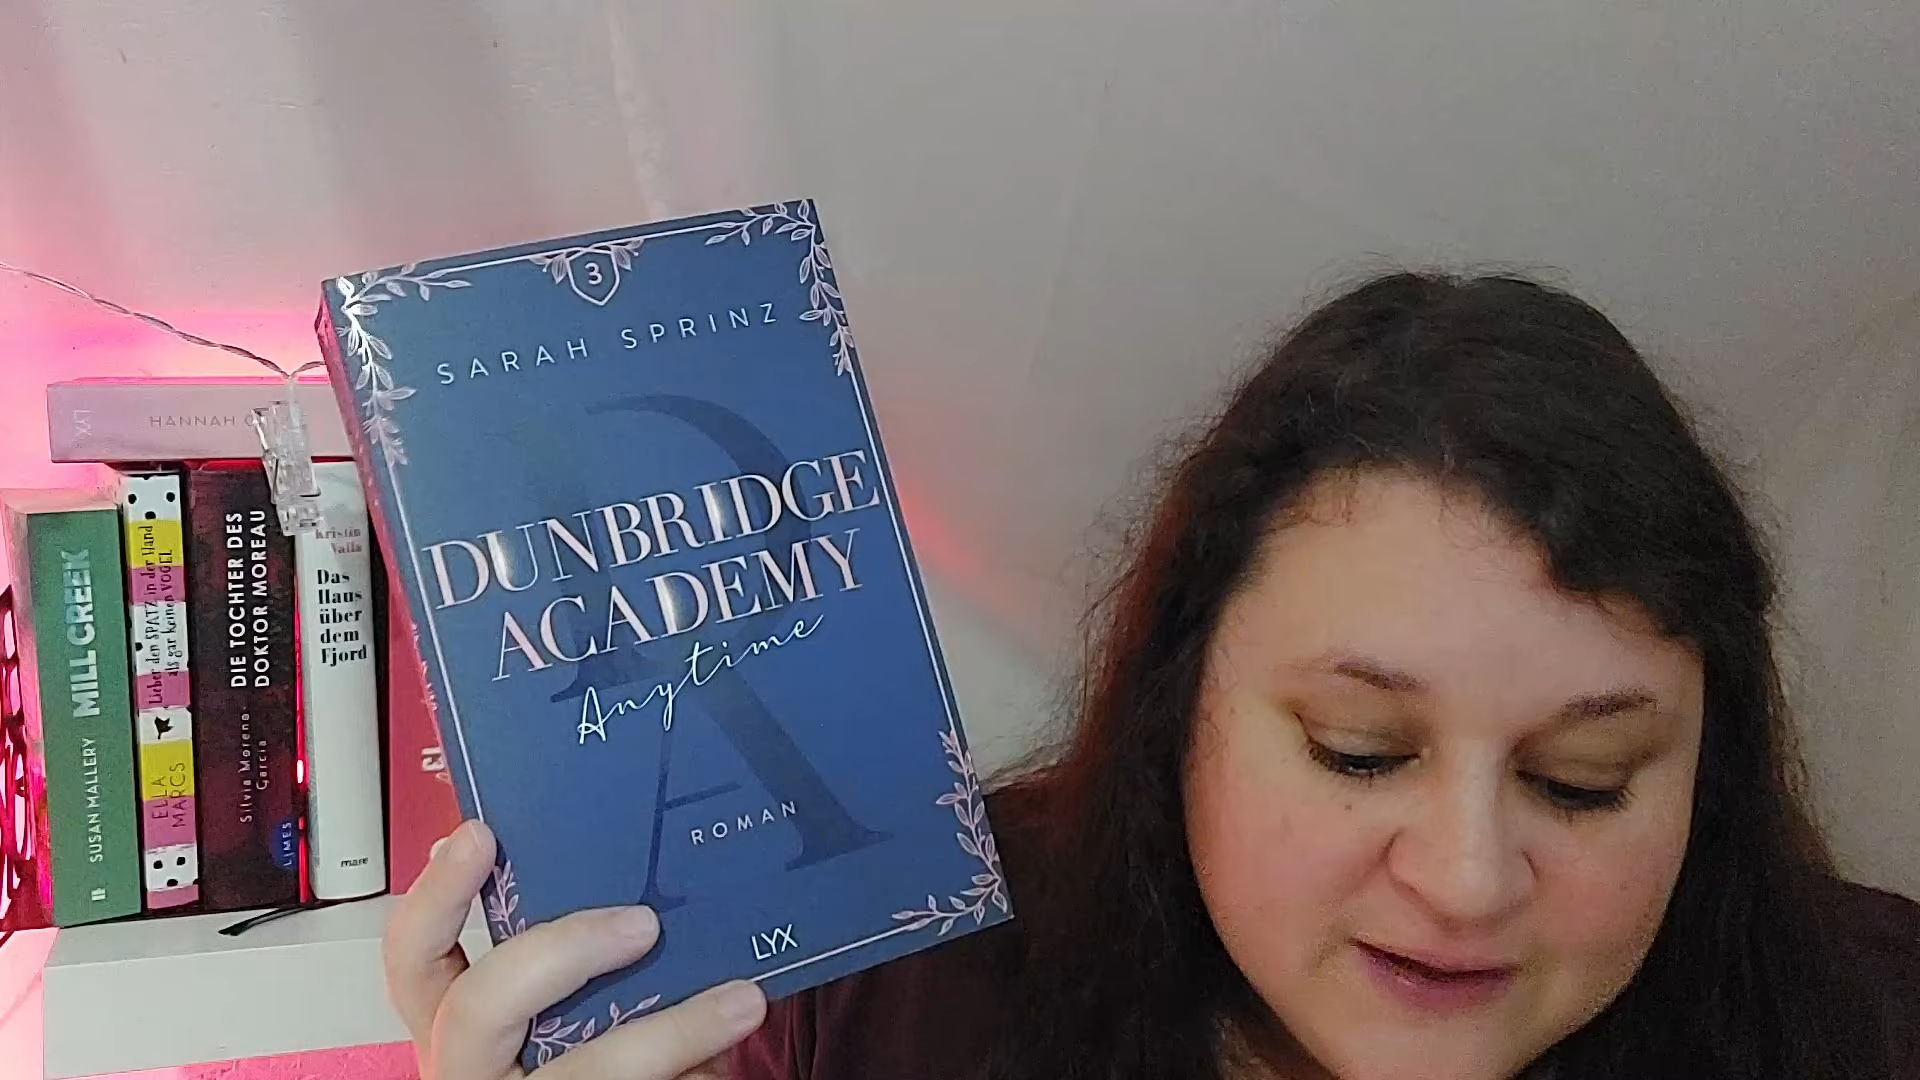 3
SARAH SPRINZ
DUNBRIDGE
ACADEMY
Anytime
ROMAN
LYX
LYX
HANNAH
SUSAN MALLERY MILL CREEK
ELLA MARCS
Lieber den SPATZ in der Hand
als gar keinen VOGEL
Silvia Moreno-
Garcia
DIE TOCHTER DES
DOKTOR MOREAU
LIMES
Kristin
Valla
Das
Haus
über
dem
Fjord
mare